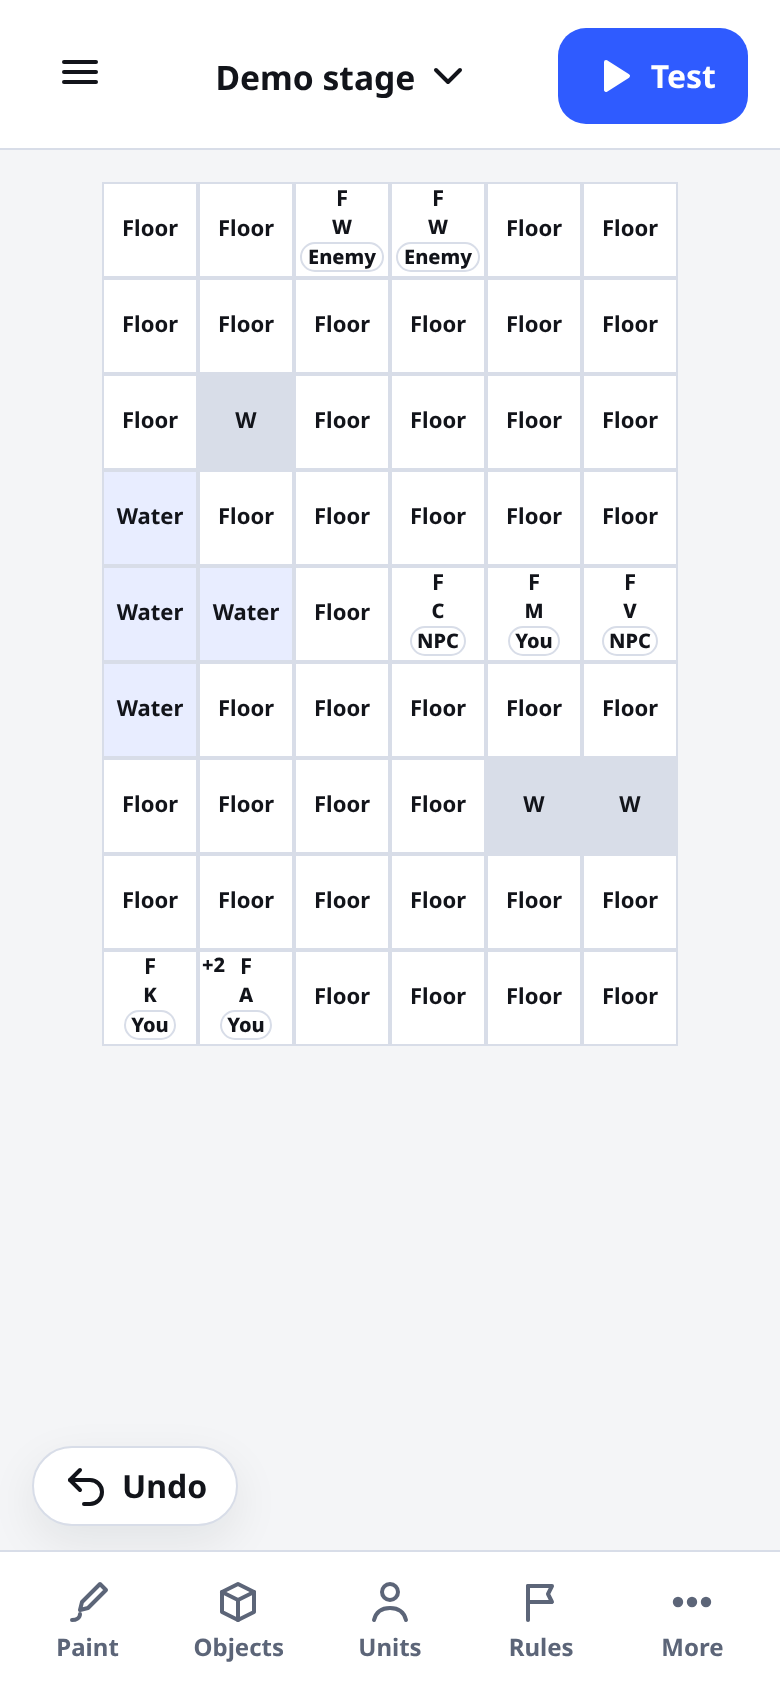 Demo stage
Test
Floor Floor F F Floor Floor
W W
Enemy Enemy
Floor Floor Floor Floor Floor Floor
Floor W Floor Floor Floor Floor
Water Floor Floor Floor Floor Floor
Water Water Floor F F F
C M V
NPC You NPC
Water Floor Floor Floor Floor Floor
Floor Floor Floor Floor W W
Floor Floor Floor Floor Floor Floor
F +2 F Floor Floor Floor Floor
K A
You You
Undo
Paint Objects Units Rules More